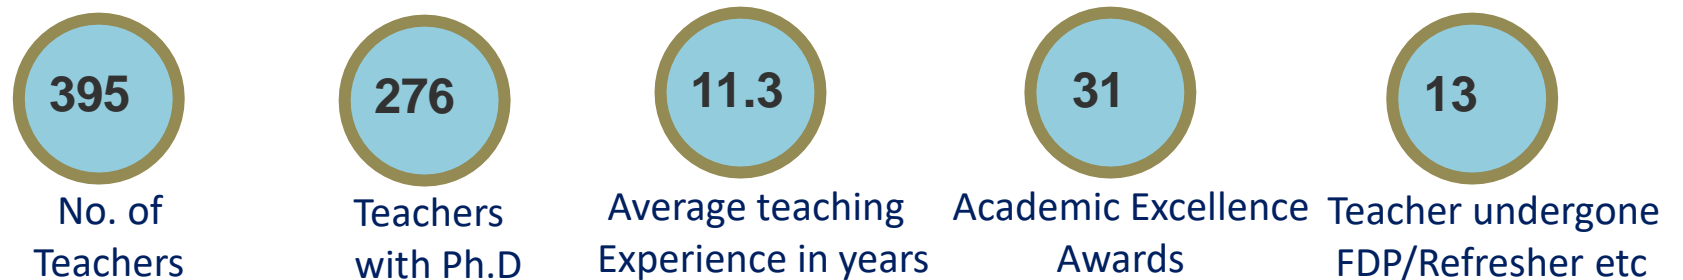 395
No. of
Teachers
276
Teachers
with Ph.D
11.3
Average teaching
Experience in years
31
Academic Excellence
Awards
13
Teacher undergone
FDP/Refresher etc